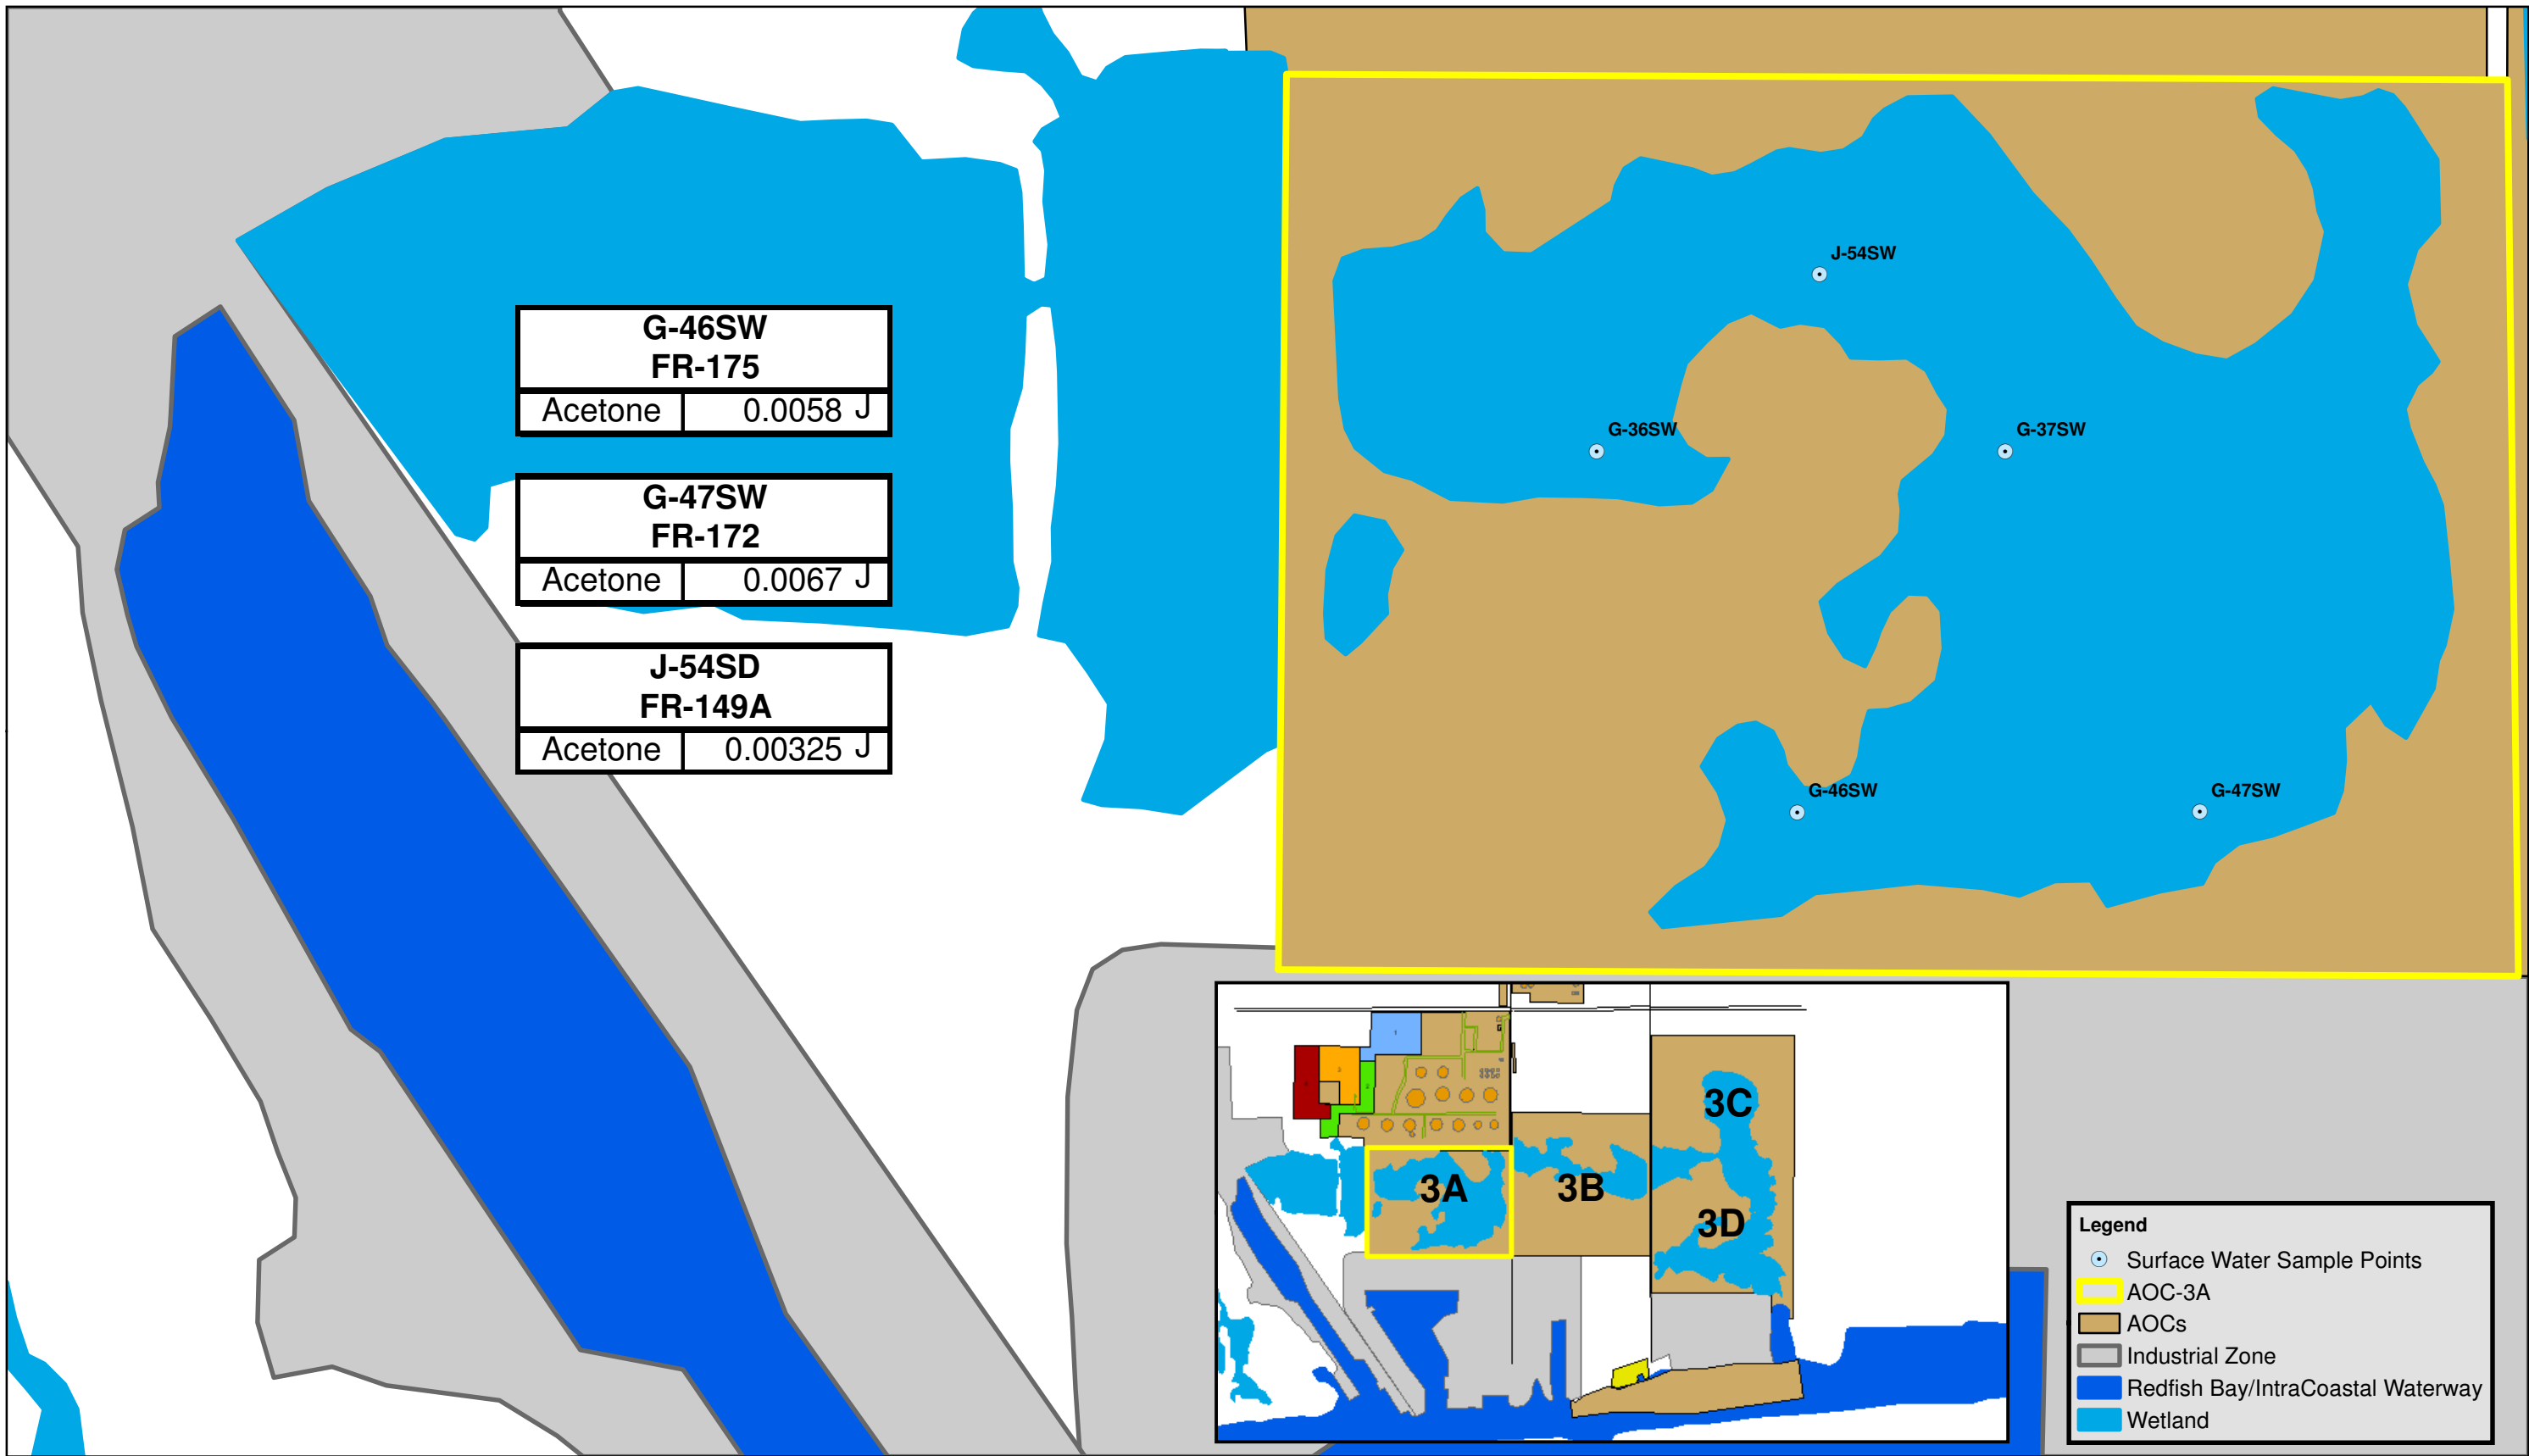 J-54SW
G-46SW
FR-175
Acetone 0.0058 J
G-36SW
G-37SW
G-47SW
FR-172
Acetone 0.0067 J
J-54SD
FR-149A
Acetone 0.00325 J
G-46SW
G-47SW
3C
3A
3B
3D
Legend
Surface Water Sample Points
AOC-3A
AOCs
Industrial Zone
Redfish Bay/IntraCoastal Waterway
Wetland